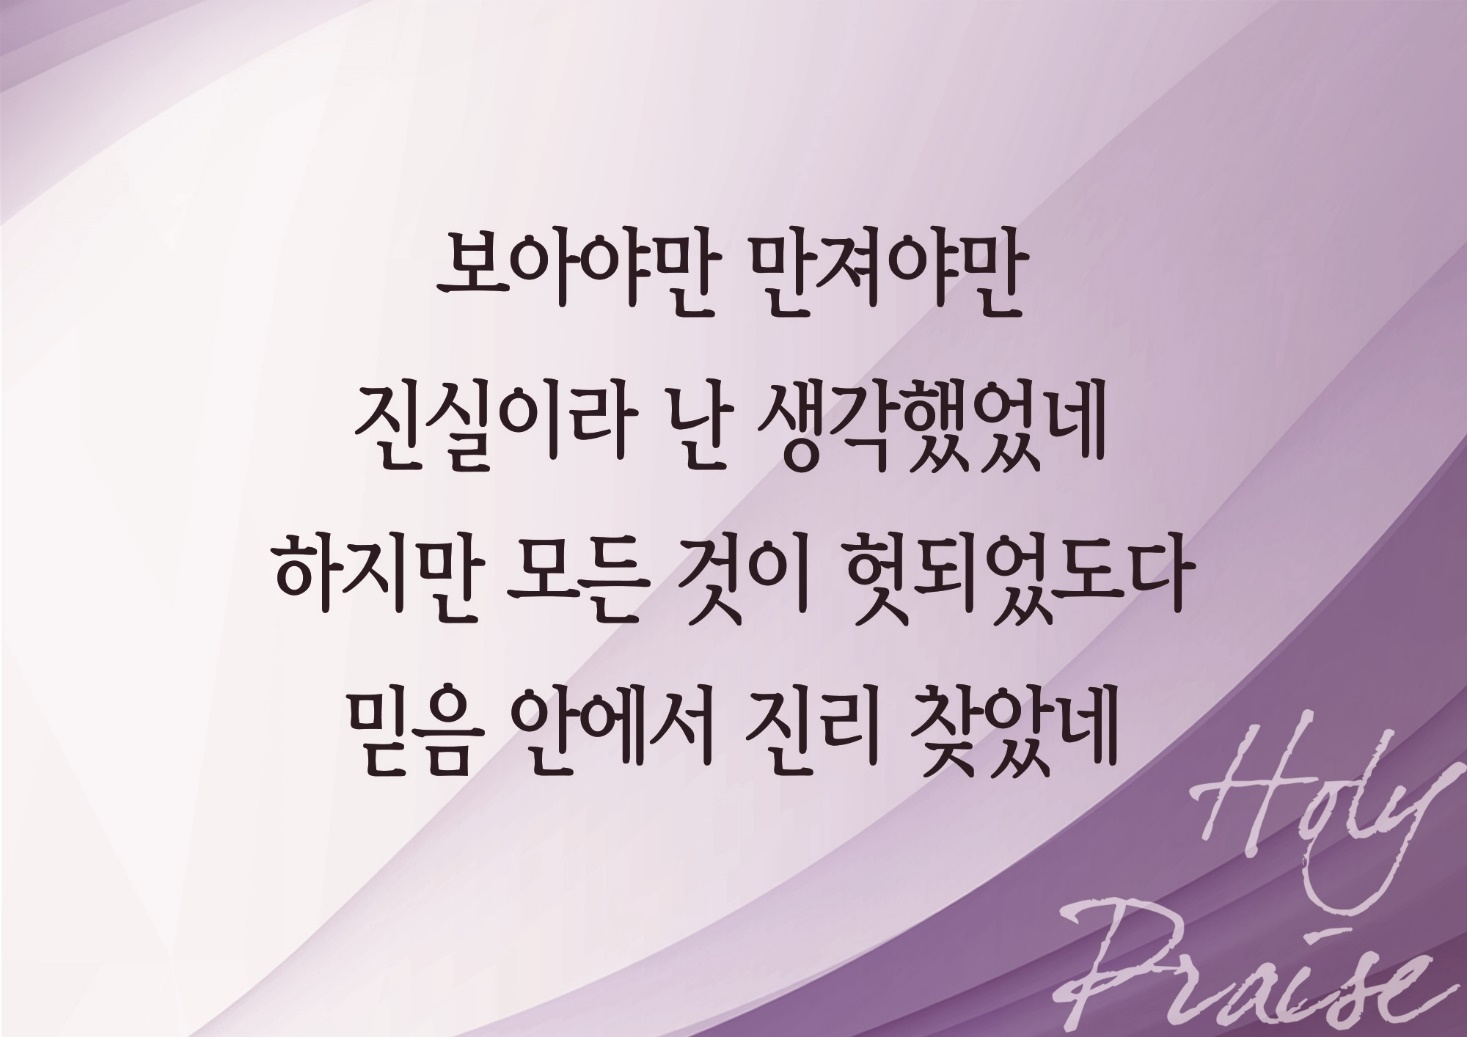 보아야만 만져야만
진실이라 난 생각했었네
하지만 모든 것이 헛되었도다
믿음 안에서 진리 찾았네
Holy
Praise